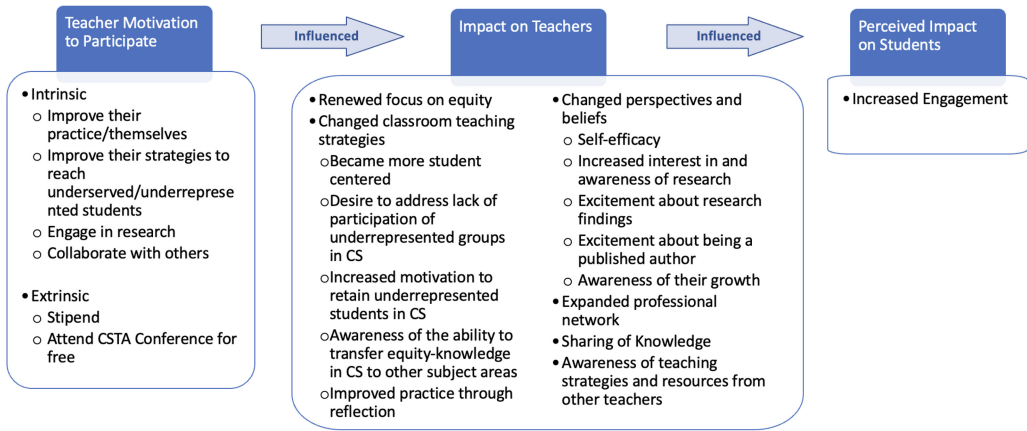 Teacher Motivation
to Participate
Influenced
Impact on Teachers
Influenced
Perceived Impact
on Students
• Intrinsic
o Improve their
practice/themselves
o Improve their strategies to
reach
underserved/underreprese
nted students
o Engage in research
o Collaborate with others
• Extrinsic
o Stipend
o Attend CSTA Conference for
free
• Renewed focus on equity
• Changed classroom teaching
strategies
o Became more student
centered
o Desire to address lack of
participation of
underrepresented groups
in CS
o Increased motivation to
retain underrepresented
students in CS
o Awareness of the ability to
transfer equity-knowledge
in CS to other subject areas
o Improved practice through
reflection
• Changed perspectives and
beliefs
o Self-efficacy
o Increased interest in and
awareness of research
o Excitement about research
findings
o Excitement about being a
published author
o Awareness of their growth
• Expanded professional
network
• Sharing of Knowledge
• Awareness of teaching
strategies and resources from
other teachers
• Increased Engagement